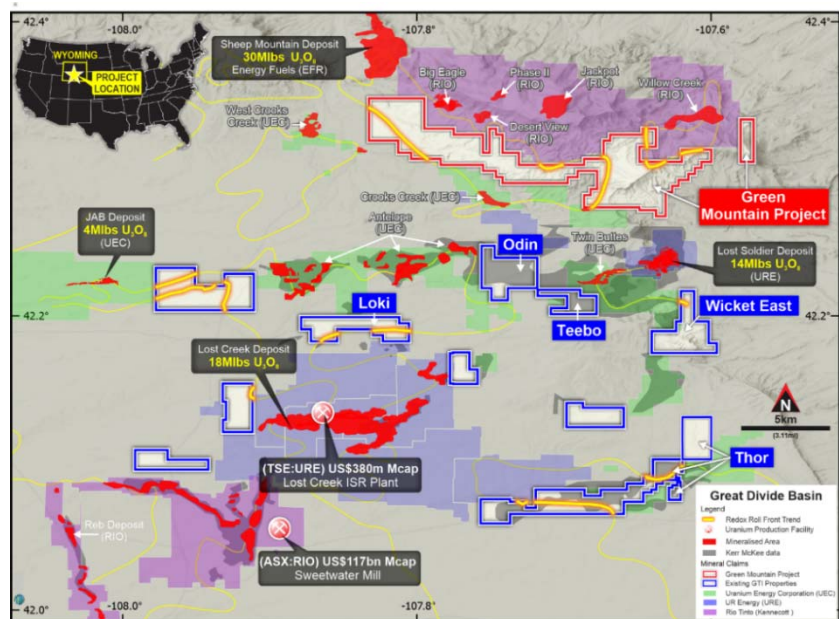 42.4
-108.0
-107.8
-107.6
42.4
WYOMING
PROJECT
LOCATION
Sheep Mountain Deposit
30Mlbs U₃O₈
Energy Fuels (EFR)
Big Eagle
(RIO)
Phase II
(RIO)
Jackpot
(RIO)
Willow Creek
(RIO)
West Crooks
Creek (UEC)
Desert View
(RIO)
Green
Mountain Project
Crooks Creek (UEC)
JAB Deposit
4Mlbs U₃O₈
(UEC)
Antelope
(UEC)
Odin
Twin Buttes
(UEC)
Lost Soldier Deposit
14Mlbs U₃O₈
(URE)
42.2
Loki
Teebo
Wicket East
42.2
Lost Creek Deposit
18Mlbs U₃O₈
N
5km
(3.11mi)
(TSE:URE) US$380m Mcap
Lost Creek ISR Plant
Thor
Reb Deposit
(RIO)
(ASX:RIO) US$117bn Mcap
Sweetwater Mill
Great Divide Basin
Legend
Redox Roll Front Trend
Uranium Production Facility
Mineralised Area
Kerr McKee data
Mineral Claims
Green Mountain Project
Existing GTI Properties
Uranium Energy Corporation (UEC)
UR Energy (URE)
Rio Tinto (Kennecott )
42.0
-108.0
-107.8